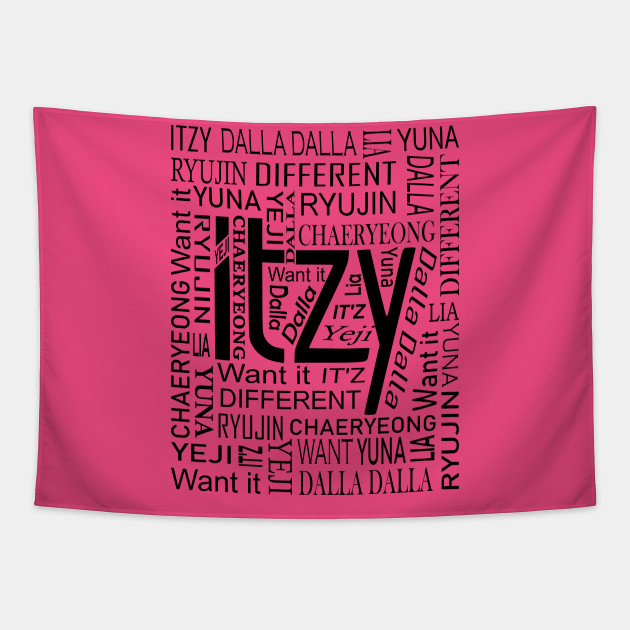 ITZY DALLA DALLA LIA YUNA
RYUJIN DIFFERENT DALLA
Want it YUNA YEJI DALLA RYUJIN DIFFERENT
RYUJIN YEJI CHAERYEONG CHAERYEONG
itzy
Want it Lia Yuna Dalla Dalla
Dalla Dalla IT'Z
Yeji
CHAERYEONG LIA Want it IT'Z Want it LIA YUNA
YUNA DIFFERENT
RYUJIN CHAERYEONG
YEJI ITZY YEJI WANT YUNA LIA RYUJIN
Want it DALLA DALLA